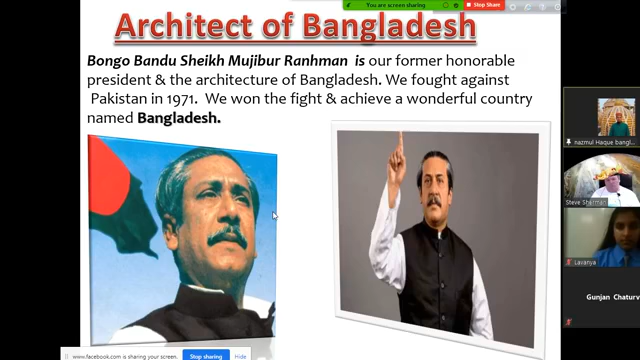 You are screen sharing
Stop Share
Architect of Bangladesh
Bongo Bandu Sheikh Mujibur Ranhman is our former honorable
president & the architecture of Bangladesh. We fought against
Pakistan in 1971. We won the fight & achieve a wonderful country
named Bangladesh.
nazmul Haque bangl...
Steve Sherman
Lavanya
Gunjan Chaturv
www.facebook.com is sharing your screen.
Stop sharing
Hide